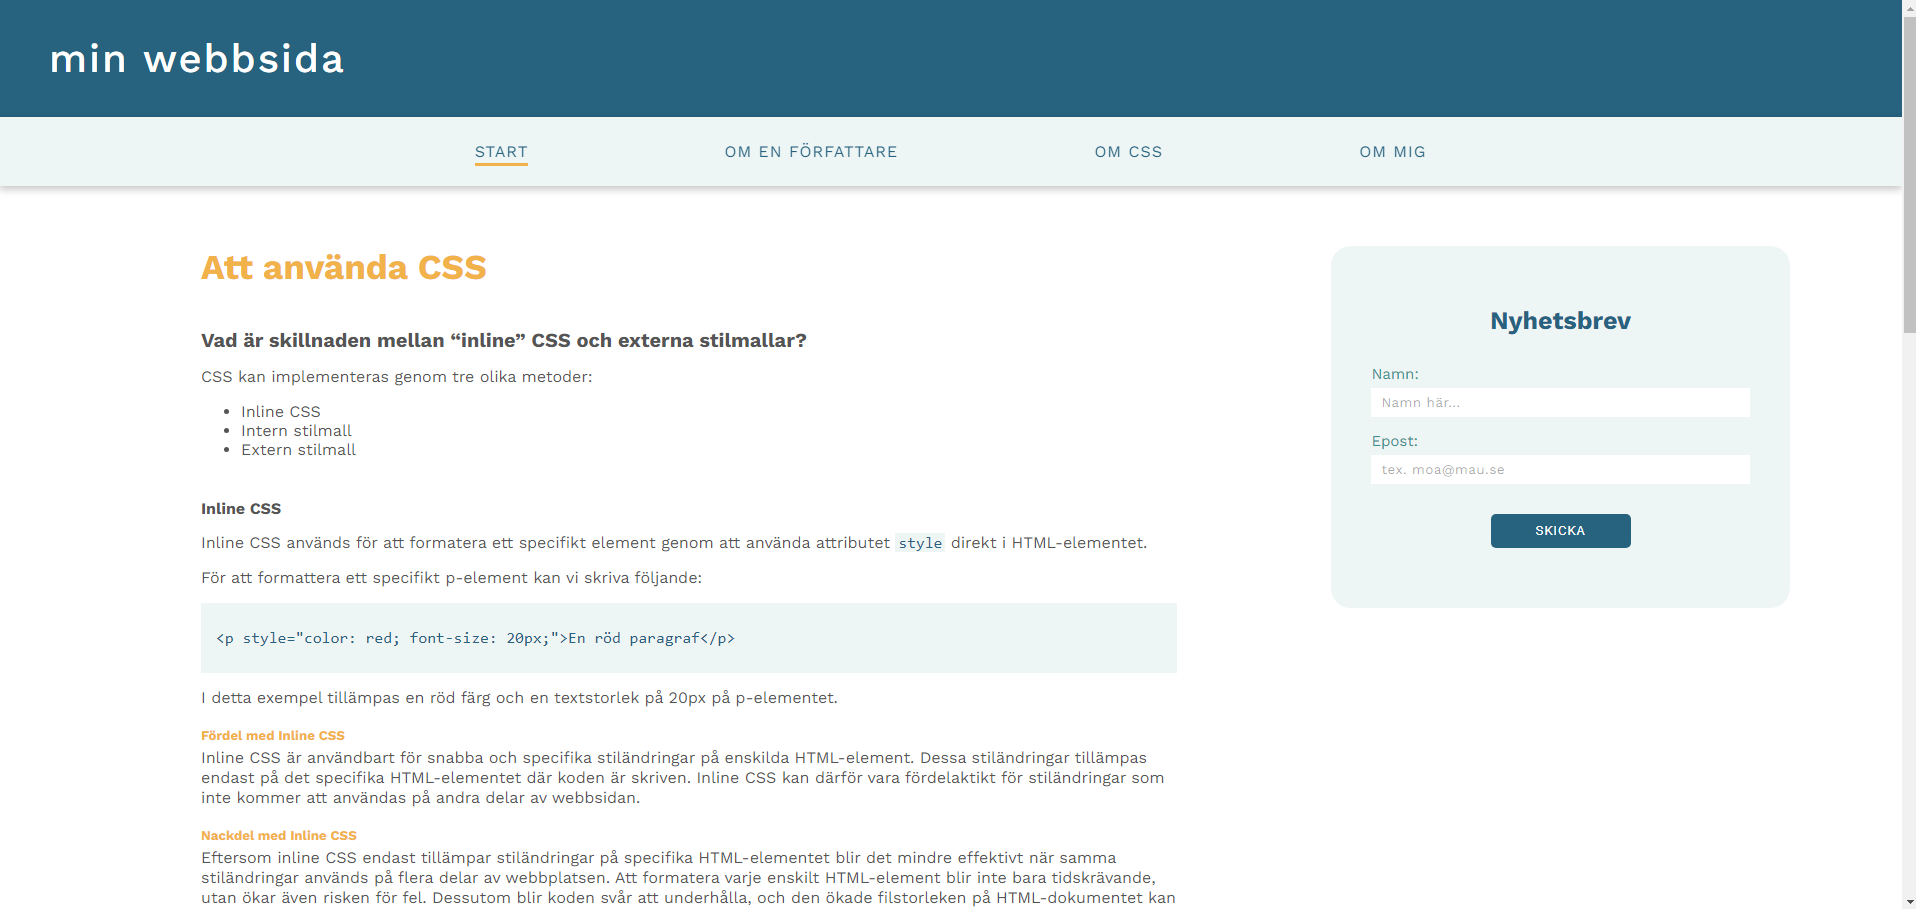 min webbsida
START
OM EN FÖRFATTARE
OM CSS
OM MIG
Att använda CSS
Vad är skillnaden mellan “inline” CSS och externa stilmallar?
CSS kan implementeras genom tre olika metoder:
• Inline CSS
• Intern stilmall
• Extern stilmall
Inline CSS
Inline CSS används för att formatera ett specifikt element genom att använda attributet style direkt i HTML-elementet.
För att formattera ett specifikt p-element kan vi skriva följande:
<p style="color: red; font-size: 20px;">En röd paragraf</p>
I detta exempel tillämpas en röd färg och en textstorlek på 20px på p-elementet.
Fördel med Inline CSS
Inline CSS är användbart för snabba och specifika stiländringar på enskilda HTML-element. Dessa stiländringar tillämpas
endast på det specifika HTML-elementet där koden är skriven. Inline CSS kan därför vara fördelaktikt för stiländringar som
inte kommer att användas på andra delar av webbsidan.
Nackdel med Inline CSS
Eftersom inline CSS endast tillämpar stiländringar på specifika HTML-elementet blir det mindre effektivt när samma
stiländringar används på flera delar av webbplatsen. Att formatera varje enskilt HTML-element blir inte bara tidskrävande,
utan ökar även risken för fel. Dessutom blir koden svår att underhålla, och den ökade filstorleken på HTML-dokumentet kan
Nyhetsbrev
Namn:
Namn här...
Epost:
tex. moa@mau.se
SKICKA